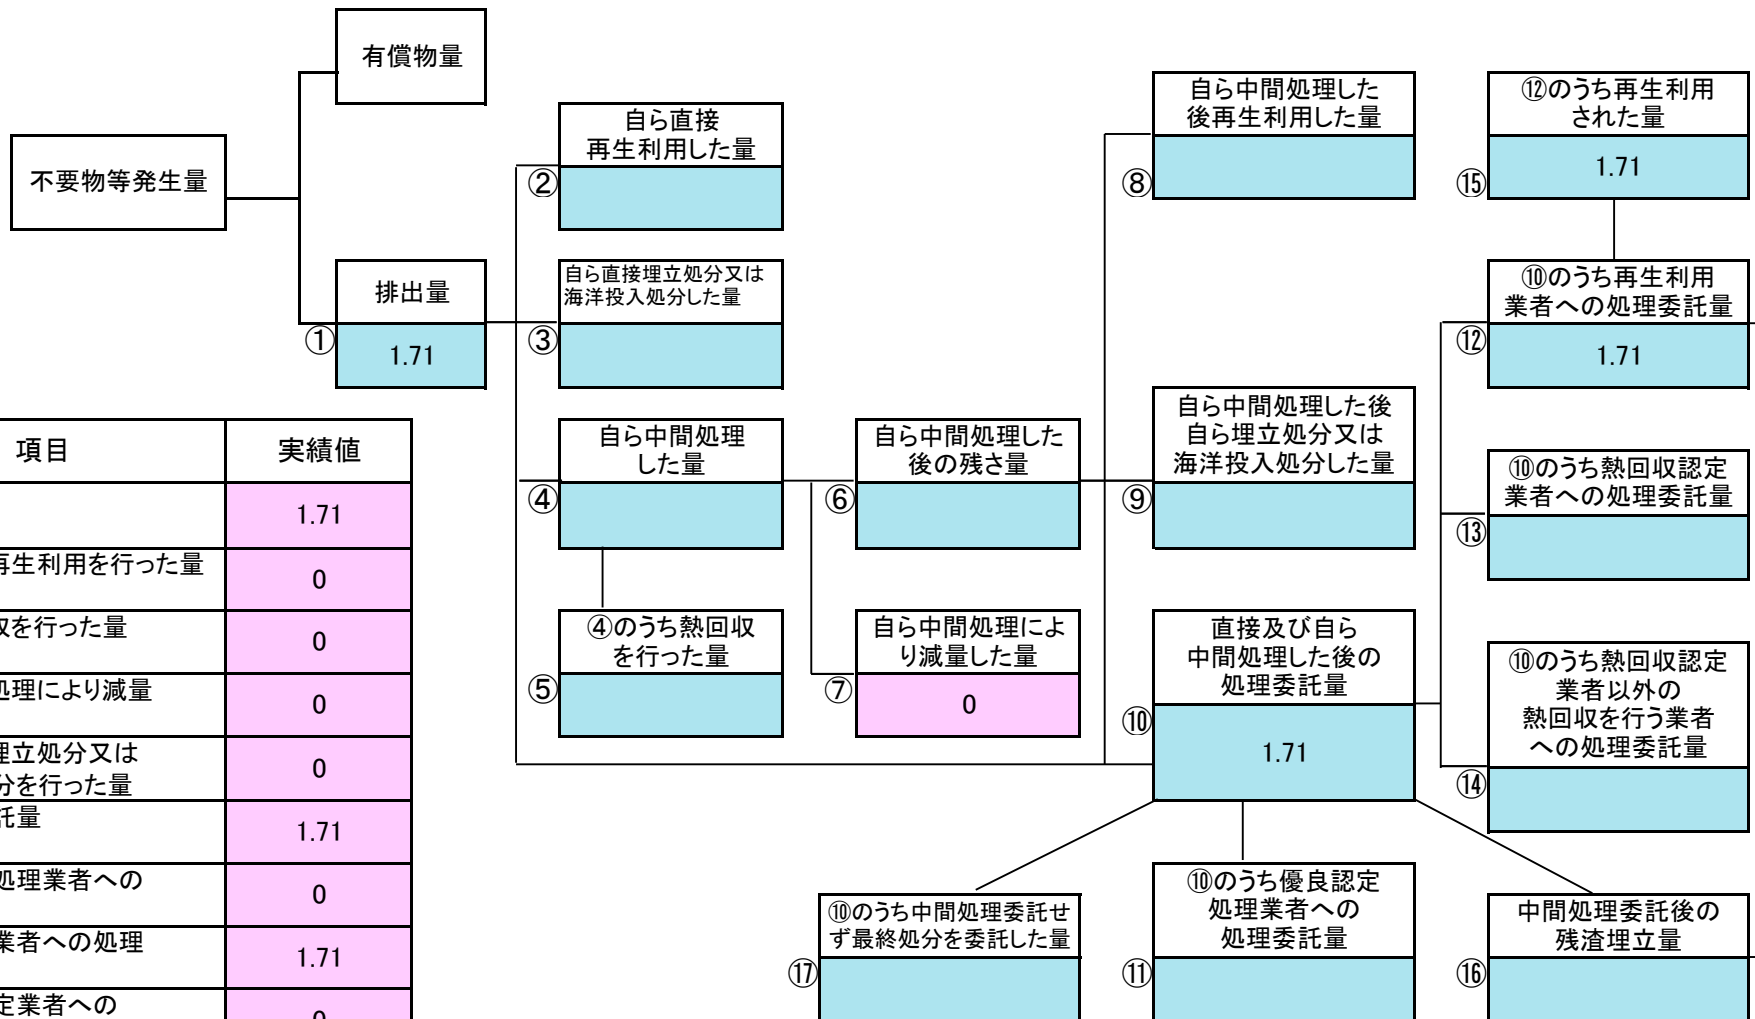 有償物量
不要物等発生量
排出量
①
1.71
自ら直接
再生利用した量
②
自ら直接埋立処分又は
海洋投入処分した量
③
自ら中間処理
した量
④
④のうち熱回収
を行った量
⑤
自ら中間処理した
後の残さ量
⑥
自ら中間処理によ
り減量した量
⑦
0
自ら中間処理した
後再生利用した量
⑧
自ら中間処理した後
自ら埋立処分又は
海洋投入処分した量
⑨
直接及び自ら
中間処理した後の
処理委託量
⑩
1.71
⑫のうち再生利用
された量
⑮
1.71
⑩のうち再生利用
業者への処理委託量
⑫
1.71
⑩のうち熱回収認定
業者への処理委託量
⑬
⑩のうち熱回収認定
業者以外の
熱回収を行う業者
への処理委託量
⑭
⑩のうち中間処理委託せ
ず最終処分を委託した量
⑰
⑩のうち優良認定
処理業者への
処理委託量
⑪
中間処理委託後の
残渣埋立量
⑯
項目 実績値
1.71
再生利用を行った量
0
を行った量
0
処理により減量
0
埋立処分又は
分を行った量
0
託量
1.71
処理業者への
0
業者への処理
1.71
定業者への
0